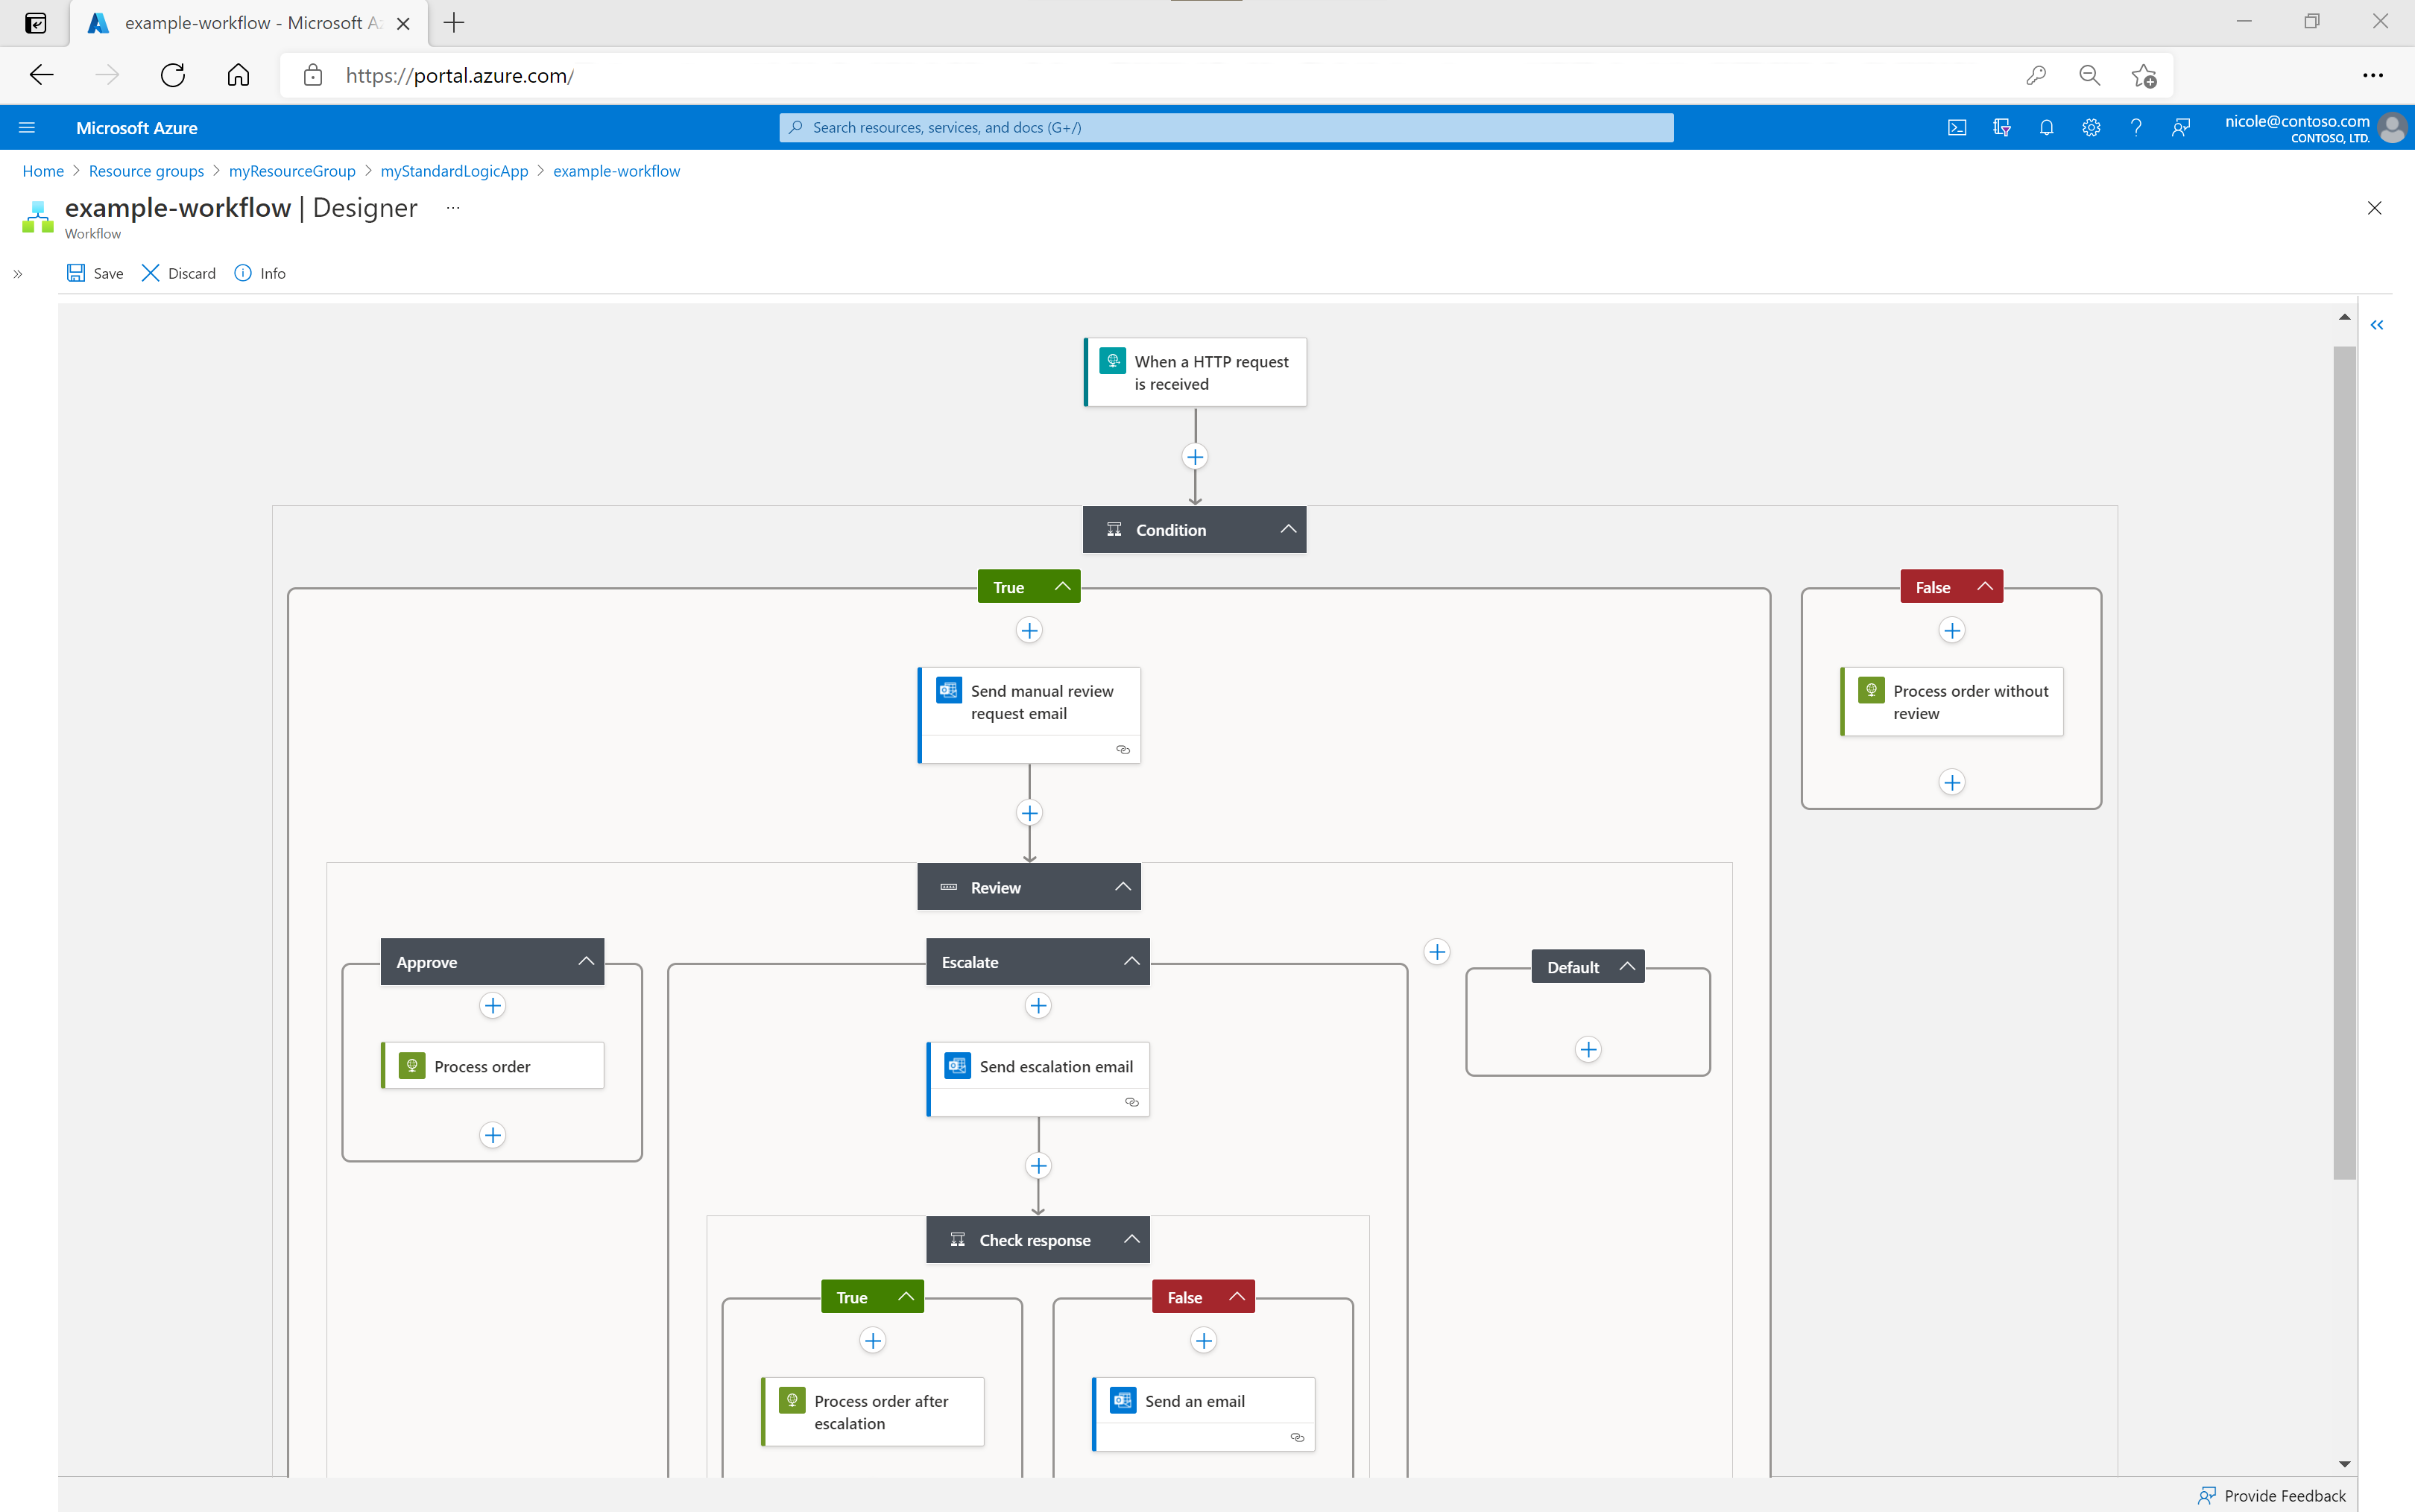 example-workflow - Microsoft A
https://portal.azure.com/
Microsoft Azure
Search resources, services, and docs (G+/)
nicole@contoso.com
CONTOSO, LTD.
Home > Resource groups > myResourceGroup > myStandardLogicApp > example-workflow
example-workflow | Designer ...
Workflow
Save Discard Info
When a HTTP request
is received
Condition
True
False
Send manual review
request email
Process order without
review
Review
Approve
Escalate
Default
Process order
Send escalation email
Check response
True
False
Process order after
escalation
Send an email
Provide Feedback